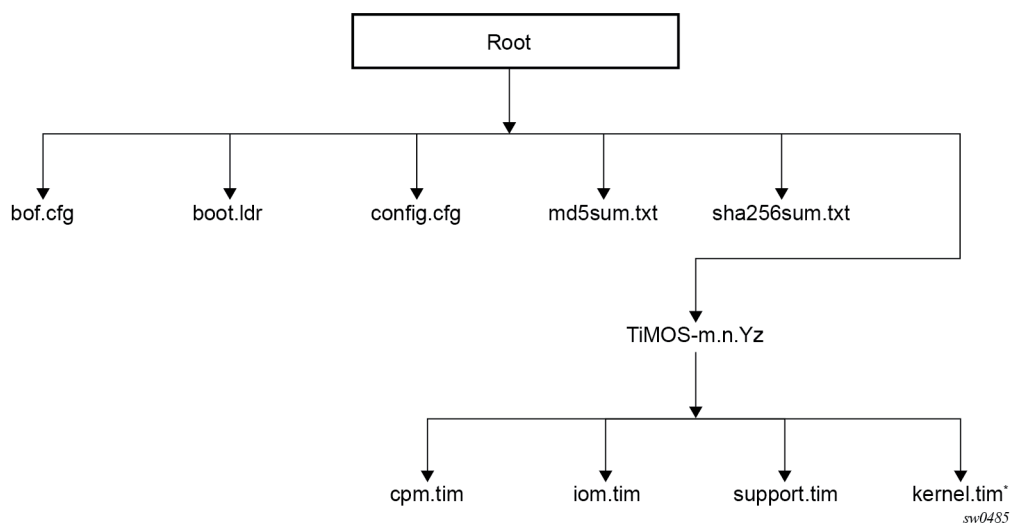 Root
bof.cfg boot.ldr config.cfg md5sum.txt sha256sum.txt
TiMOS-m.n.Yz
cpm.tim iom.tim support.tim kernel.tim*
sw0485